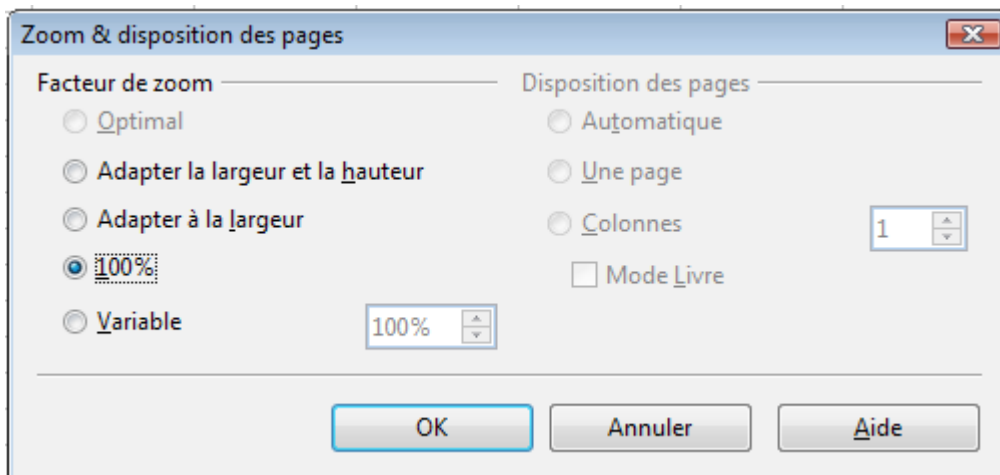 Zoom & disposition des pages
Facteur de zoom
Optimal
Adapter la largeur et la hauteur
Adapter à la largeur
100%
Variable
100%
Disposition des pages
Automatique
Une page
Colonnes
1
Mode Livre
OK
Annuler
Aide